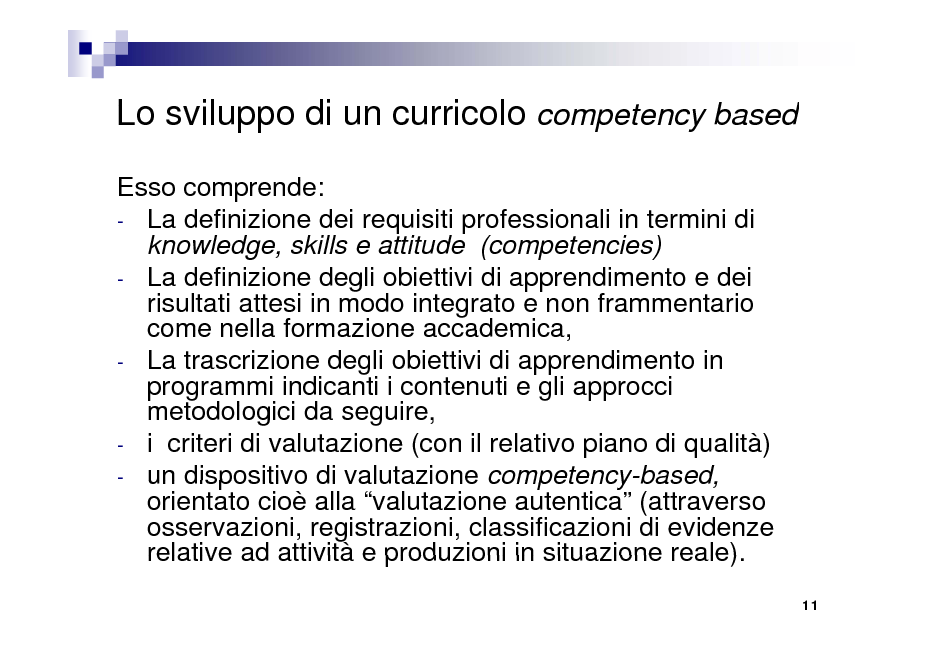 Lo sviluppo di un curricolo competency based
Esso comprende:
- La definizione dei requisiti professionali in termini di
knowledge, skills e attitude (competencies)
- La definizione degli obiettivi di apprendimento e dei
risultati attesi in modo integrato e non frammentario
come nella formazione accademica,
- La trascrizione degli obiettivi di apprendimento in
programmi indicanti i contenuti e gli approcci
metodologici da seguire,
- i criteri di valutazione (con il relativo piano di qualità)
- un dispositivo di valutazione competency-based,
orientato cioè alla “valutazione autentica” (attraverso
osservazioni, registrazioni, classificazioni di evidenze
relative ad attività e produzioni in situazione reale).
11